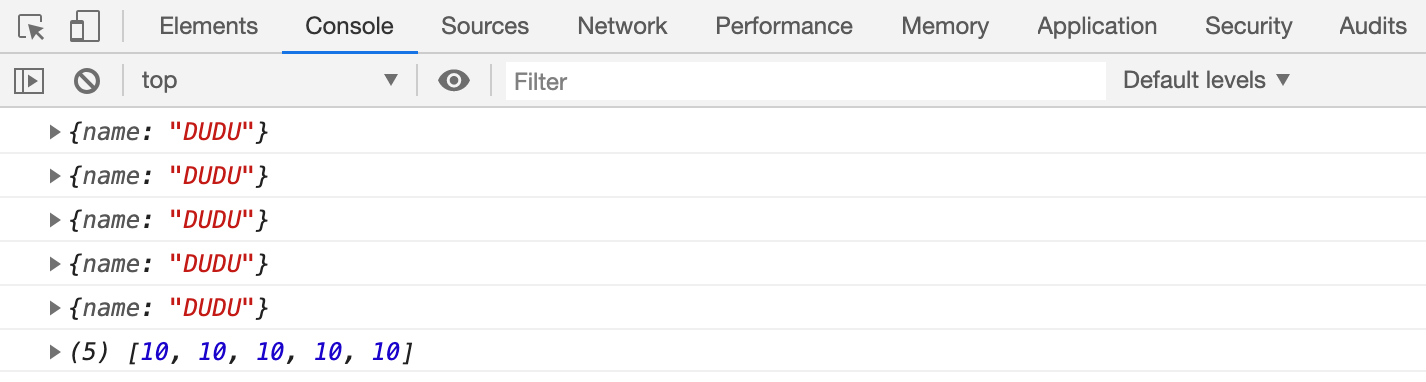 Elements Console Sources Network Performance Memory Application Security Audits
top Filter Default levels
{name: "DUDU"}
{name: "DUDU"}
{name: "DUDU"}
{name: "DUDU"}
{name: "DUDU"}
(5) [10, 10, 10, 10, 10]